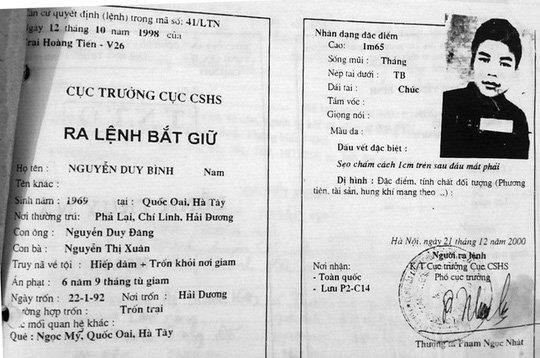 ăn cứ quyết định (lệnh) trong mã số: 41/LTN
Ngày 12 tháng 10 năm 1998 của
Trại Hoàng Tiến - V26
CỤC TRƯỞNG CỤC CSHS
RA LỆNH BẮT GIỮ
Họ tên : NGUYỄN DUY BÌNH Nam
Tên khác :
Sinh năm : 1969 tại : Quốc Oai, Hà Tây
Nơi thường trú: Phả Lại, Chí Linh, Hải Dương
Con ông : Nguyễn Duy Đảng
Con bà : Nguyễn Thị Xuân
Truy nã về tội : Hiếp dâm + Trốn khỏi nơi giam
Án phạt : 6 năm 9 tháng tù giam
Ngày trốn : 22-1-92 Nơi trốn : Hải Dương
ường hợp trốn : Trốn trại
c mối quan hệ khác :
Quê : Ngọc Mỹ, Quốc Oai, Hà Tây
Nhân dạng đặc điểm
Cao: 1m65
Sống mũi : Thẳng
Nếp tai dưới : TB
Dái tai : Chúc
Tầm vóc :
Giọng nói :
Màu da :
Dấu vết đặc biệt :
Sẹo chấm cách 1cm trên sau đầu mắt phải
Dị hình : Đặc điểm, tính chất đối tượng (Phương
tiện, tài sản, hung khí mang theo ..) :
Hà Nội, ngày 21 tháng 12 năm 2000
Người ra lệnh
Nơi nhận: K/T Cục trưởng Cục CSHS
- Toàn quốc Phó cục trưởng
- Lưu P2-C14
Thượng tá Phạm Ngọc Nhật